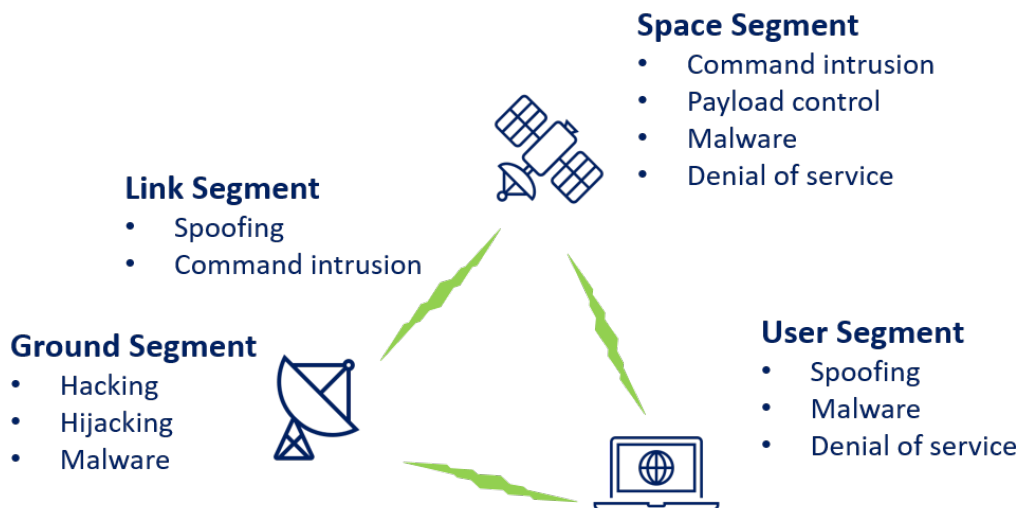 Space Segment
• Command intrusion
• Payload control
• Malware
• Denial of service
Link Segment
• Spoofing
• Command intrusion
Ground Segment
• Hacking
• Hijacking
• Malware
User Segment
• Spoofing
• Malware
• Denial of service